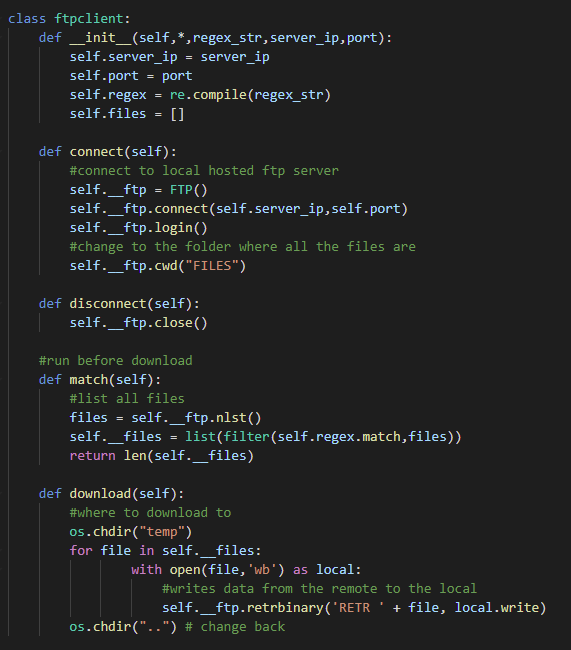 class ftpclient:
    def __init__(self,*,regex_str,server_ip,port):
        self.server_ip = server_ip
        self.port = port
        self.regex = re.compile(regex_str)
        self.files = []

    def connect(self):
        #connect to local hosted ftp server
        self.__ftp = FTP()
        self.__ftp.connect(self.server_ip,self.port)
        self.__ftp.login()
        #change to the folder where all the files are
        self.__ftp.cwd("FILES")

    def disconnect(self):
        self.__ftp.close()

    #run before download
    def match(self):
        #list all files
        files = self.__ftp.nlst()
        self.__files = list(filter(self.regex.match,files))
        return len(self.__files)

    def download(self):
        #where to download to
        os.chdir("temp")
        for file in self.__files:
                with open(file,'wb') as local:
                    #writes data from the remote to the local
                    self.__ftp.retrbinary('RETR ' + file, local.write)
        os.chdir("..") # change back